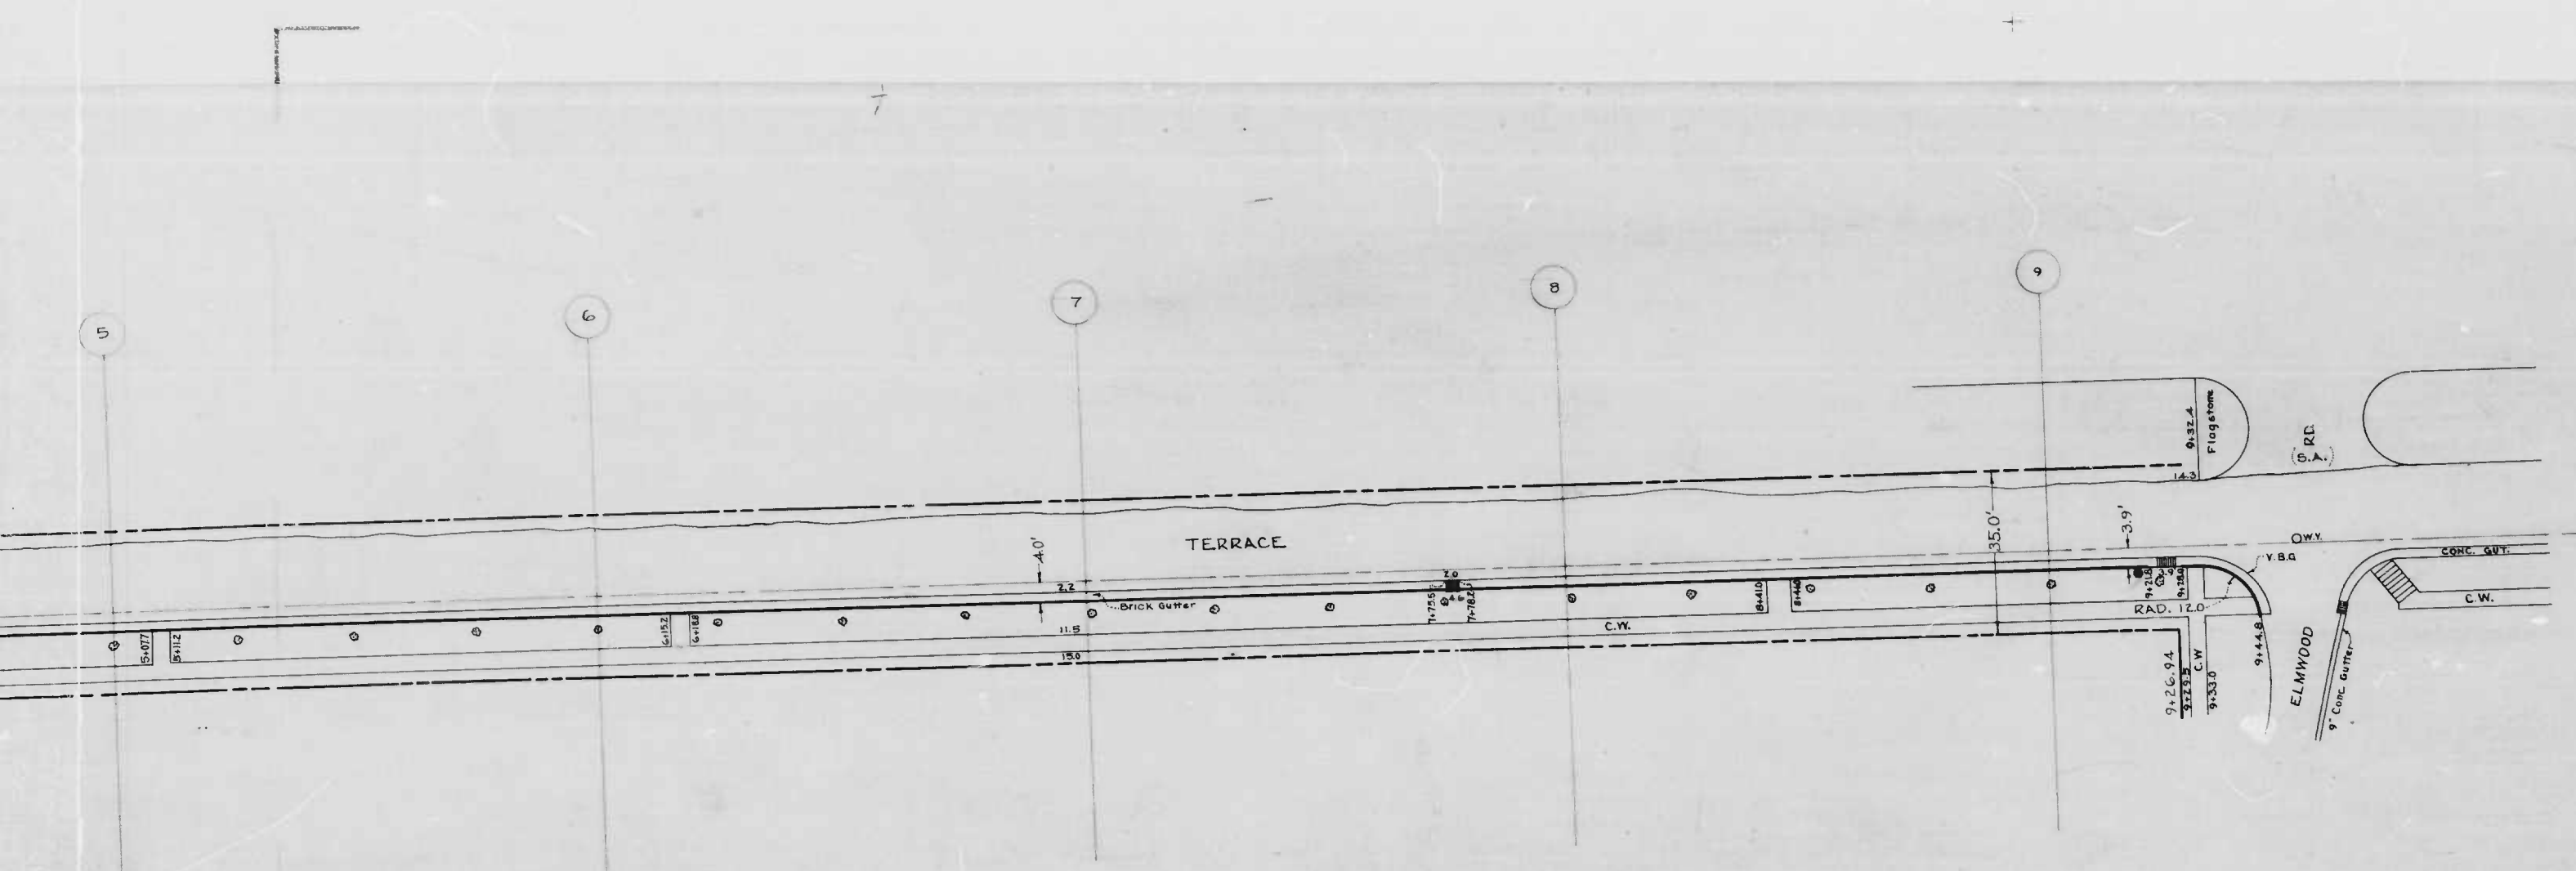 5
6
7
8
9
9+32.4
Flagstone
RD.
(S.A.)
14.3
TERRACE
35.0'
3.9'
4.0'
O.W.Y.
V.B.G
CONC. GUT.
2.2
Brick Gutter
2.0
7+75.6
7+78.2
8+41.0
8+46.0
9+21.8
9+28.0
RAD. 12.0
C.W.
C.W.
5+07.7
5+11.2
6+15.2
6+18.8
11.5
15.0
9+26.94
9+29.5
C.W
9+33.0
9+44.8
ELMWOOD
9" Conc Gutter